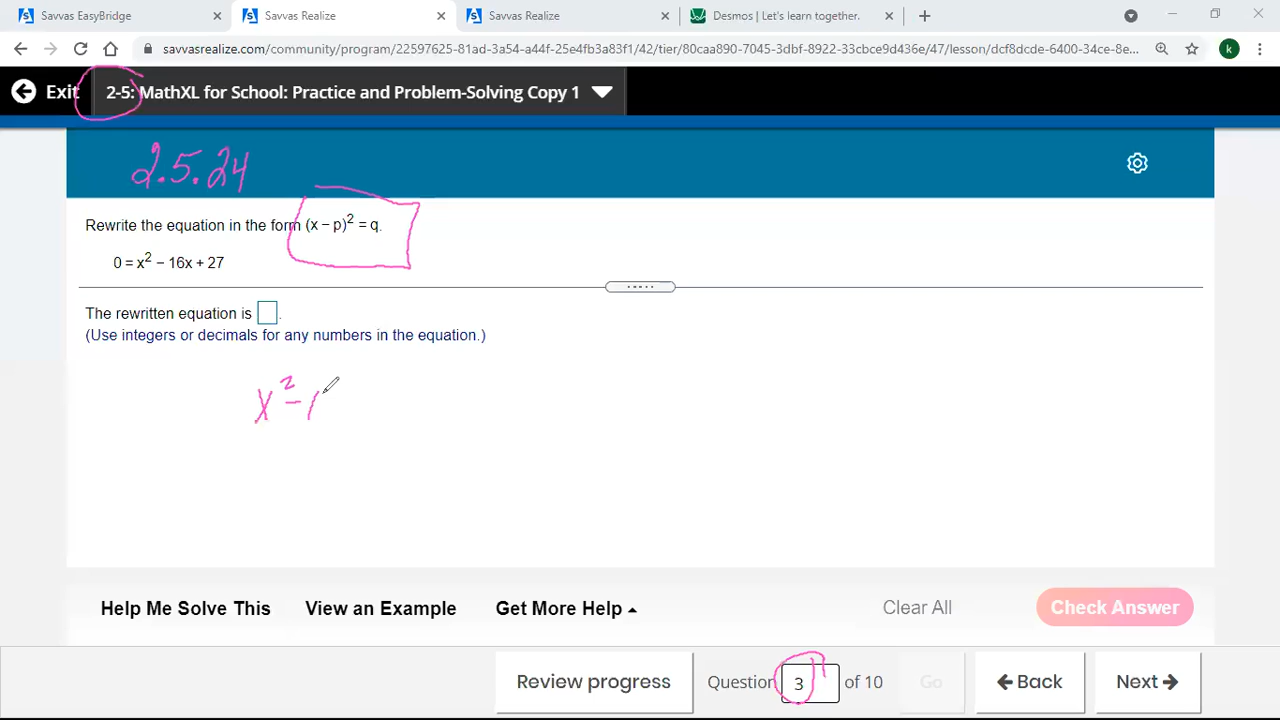 Savvas EasyBridge
Savvas Realize
Savvas Realize
Desmos | Let's learn together.
savvasrealize.com/community/program/22597625-81ad-3a54-a44f-25e4fb3a83f1/42/tier/80caa890-7045-3dbf-8922-33cbce9d436e/47/lesson/dcf8dcde-6400-34ce-8e...
k
Exit
2-5: MathXL for School: Practice and Problem-Solving Copy 1
2.5.24
Rewrite the equation in the form (x − p)² = q.
0 = x² − 16x + 27
The rewritten equation is
(Use integers or decimals for any numbers in the equation.)
x² − 1
Help Me Solve This
View an Example
Get More Help
Clear All
Check Answer
Review progress
Question 3 of 10
Go
Back
Next